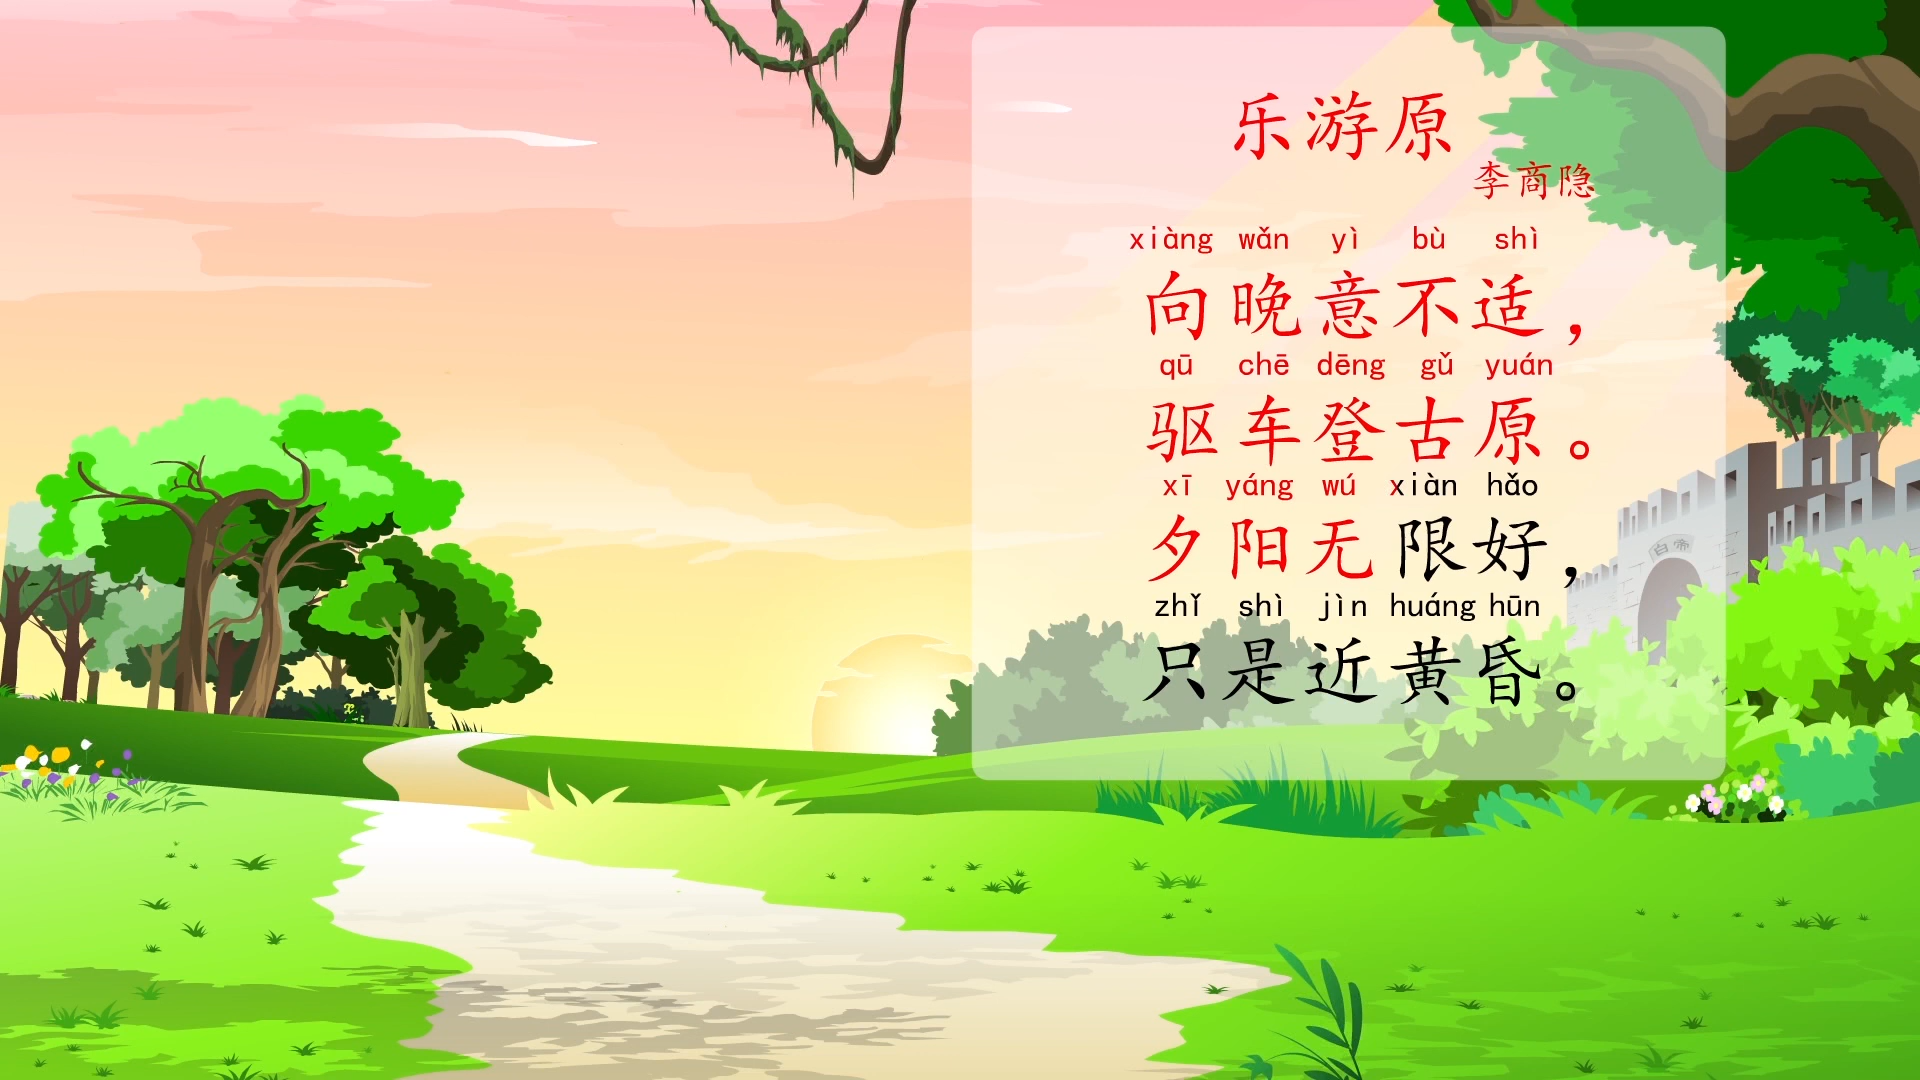 乐游原
李商隐
xiàng wǎn yì bù shì
向晚意不适，
qū chē dēng gǔ yuán
驱车登古原。
xī yáng wú xiàn hǎo
夕阳无限好，
zhǐ shì jìn huáng hūn
只是近黄昏。
白帝